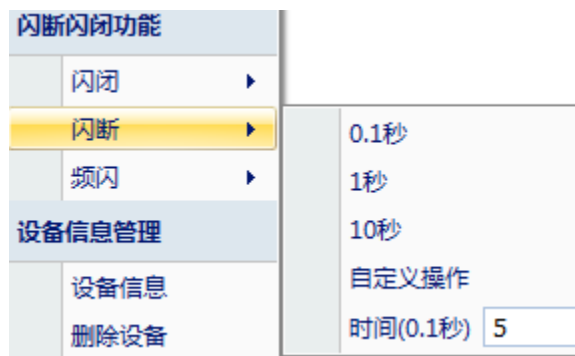 闪断闪闭功能
闪闭
闪断
频闪
设备信息管理
设备信息
删除设备
0.1秒
1秒
10秒
自定义操作
时间(0.1秒) 5